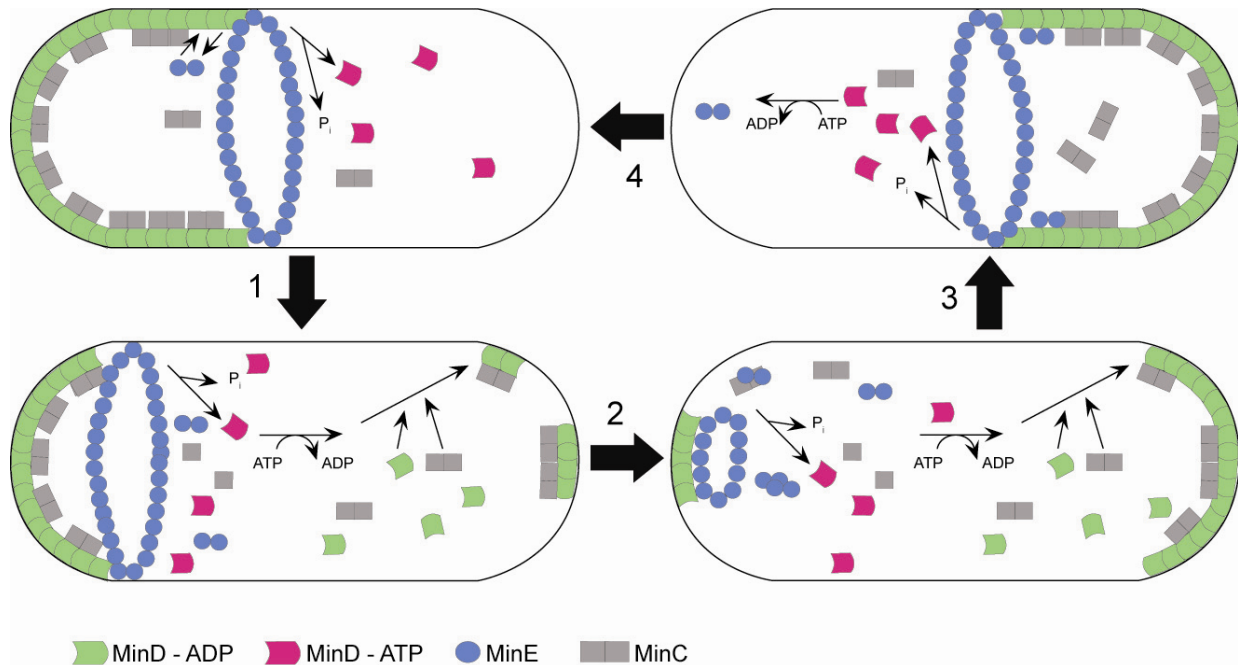 Pi
ADP ATP
Pi
4
1
3
Pi
ATP ADP
2
Pi
ATP ADP
MinD - ADP MinD - ATP MinE MinC